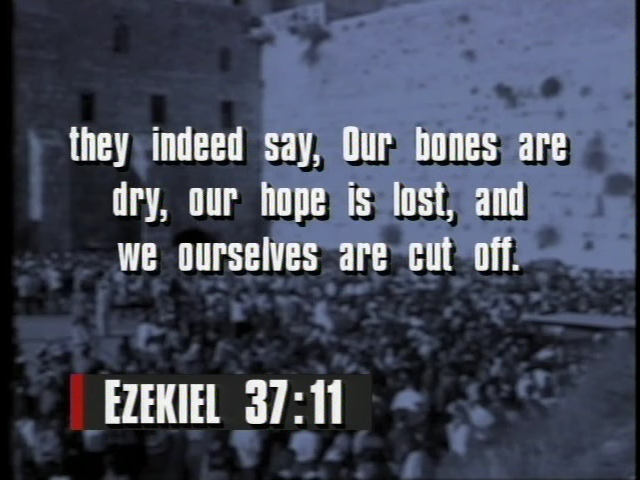 they indeed say, Our bones are
dry, our hope is lost, and
we ourselves are cut off.
EZEKIEL 37:11